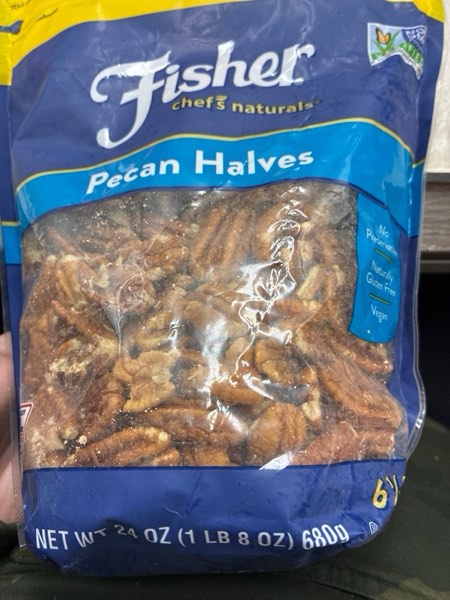 Fisher
chef's naturals
Pecan Halves
No
Naturally
Gluten Free
Vegan
NET WT 24 OZ (1 LB 8 OZ) 680g